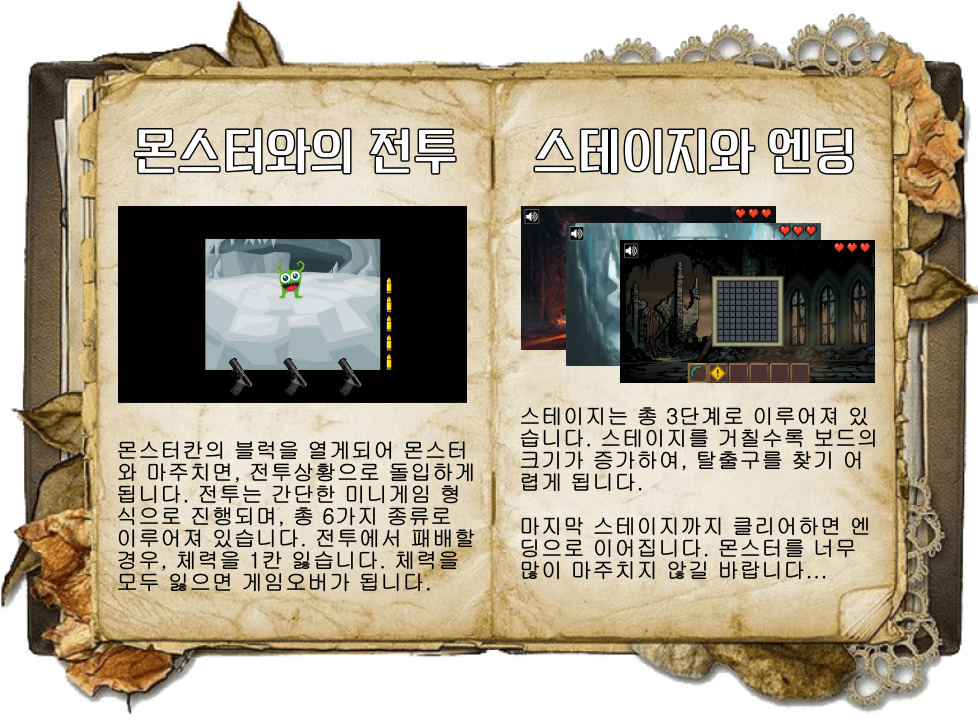 몬스터와의 전투
몬스터칸의 블럭을 열게되어 몬스터
와 마주치면, 전투상황으로 돌입하게
됩니다. 전투는 간단한 미니게임 형
식으로 진행되며, 총 6가지 종류로
이루어져 있습니다. 전투에서 패배할
경우, 체력을 1칸 잃습니다. 체력을
모두 잃으면 게임오버가 됩니다.
스테이지와 엔딩
스테이지는 총 3단계로 이루어져 있
습니다. 스테이지를 거칠수록 보드의
크기가 증가하여, 탈출구를 찾기 어
렵게 됩니다.
마지막 스테이지까지 클리어하면 엔
딩으로 이어집니다. 몬스터를 너무
많이 마주치지 않길 바랍니다...